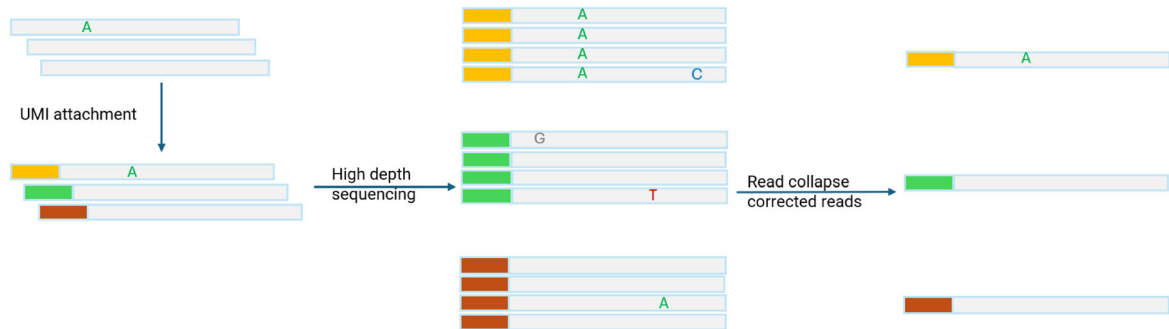 A
UMI attachment
A
High depth
sequencing
A
A
A
A C
G
T
A
Read collapse
corrected reads
A